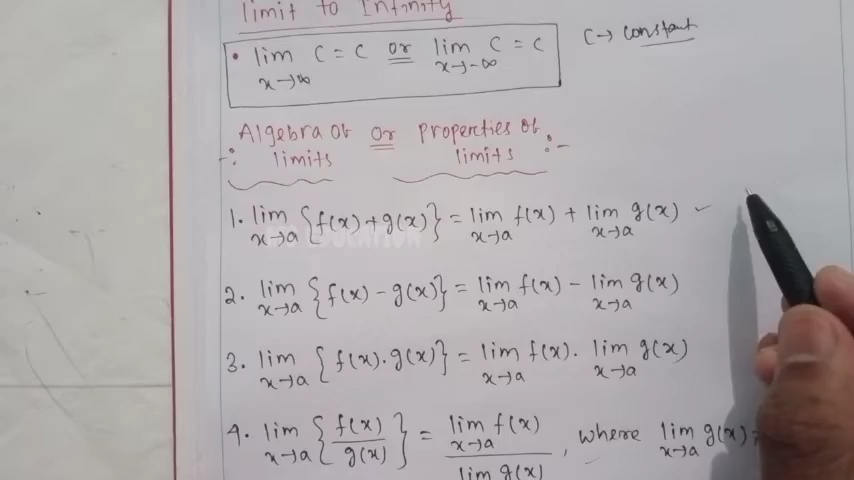 limit to Infinity
• lim C = C or lim C = C C → constant
x→∞ x→-∞
Algebra of or Properties of
limits limits
1. lim {f(x)+g(x)} = lim f(x) + lim g(x)
x→a x→a x→a
2. lim {f(x) - g(x)} = lim f(x) - lim g(x)
x→a x→a x→a
3. lim {f(x).g(x)} = lim f(x). lim g(x)
x→a x→a x→a
4. lim {f(x)/g(x)} = lim f(x) / lim g(x), where lim g(x) ≠
x→a x→a x→a